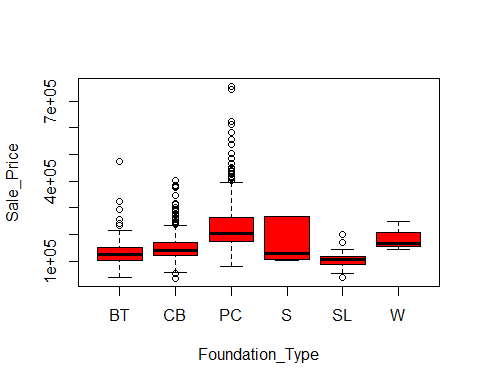 7e+05
4e+05
1e+05
Sale_Price
BT CB PC S SL W
Foundation_Type